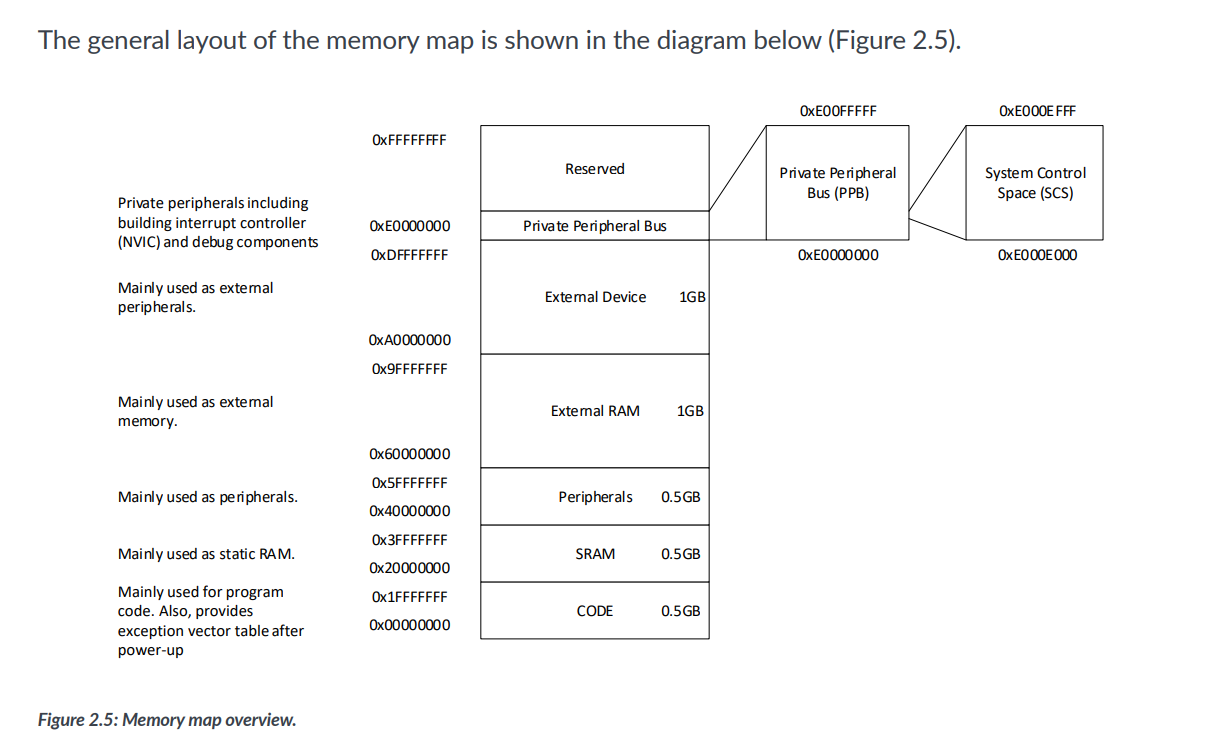 The general layout of the memory map is shown in the diagram below (Figure 2.5).
0xE00FFFFF
0xE000EFFF
0xFFFFFFFF
Reserved
Private Peripheral
Bus (PPB)
System Control
Space (SCS)
Private peripherals including
building interrupt controller
(NVIC) and debug components
0xE0000000
Private Peripheral Bus
0xDFFFFFFF
0xE0000000
0xE000E000
Mainly used as external
peripherals.
External Device 1GB
0xA0000000
0x9FFFFFFF
Mainly used as external
memory.
External RAM 1GB
0x60000000
0x5FFFFFFF
Mainly used as peripherals.
Peripherals 0.5GB
0x40000000
0x3FFFFFFF
Mainly used as static RAM.
SRAM 0.5GB
0x20000000
Mainly used for program
code. Also, provides
exception vector table after
power-up
0x1FFFFFFF
CODE 0.5GB
0x00000000
Figure 2.5: Memory map overview.